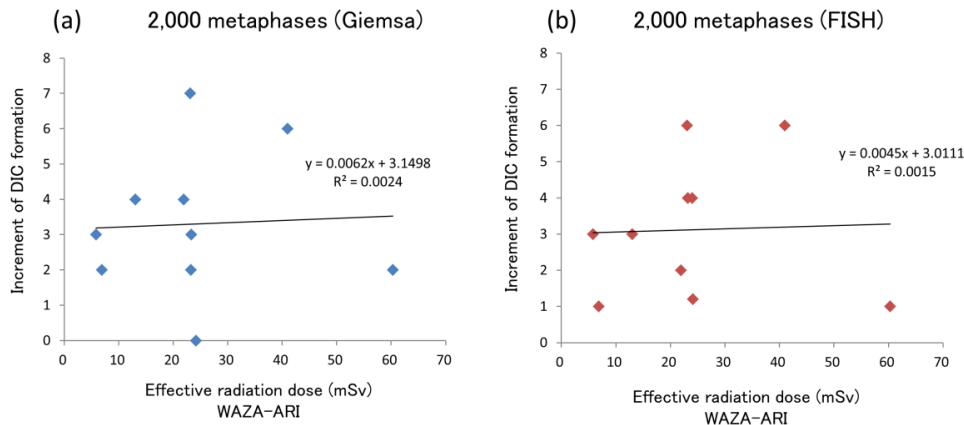 (a) 2,000 metaphases (Giemsa)
8
7
6
5
4
3
2
1
0
Increment of DIC formation
y = 0.0062x + 3.1498
R² = 0.0024
0 10 20 30 40 50 60 70
Effective radiation dose (mSv)
WAZA-ARI
(b) 2,000 metaphases (FISH)
8
7
6
5
4
3
2
1
0
Increment of DIC formation
y = 0.0045x + 3.0111
R² = 0.0015
0 10 20 30 40 50 60 70
Effective radiation dose (mSv)
WAZA-ARI